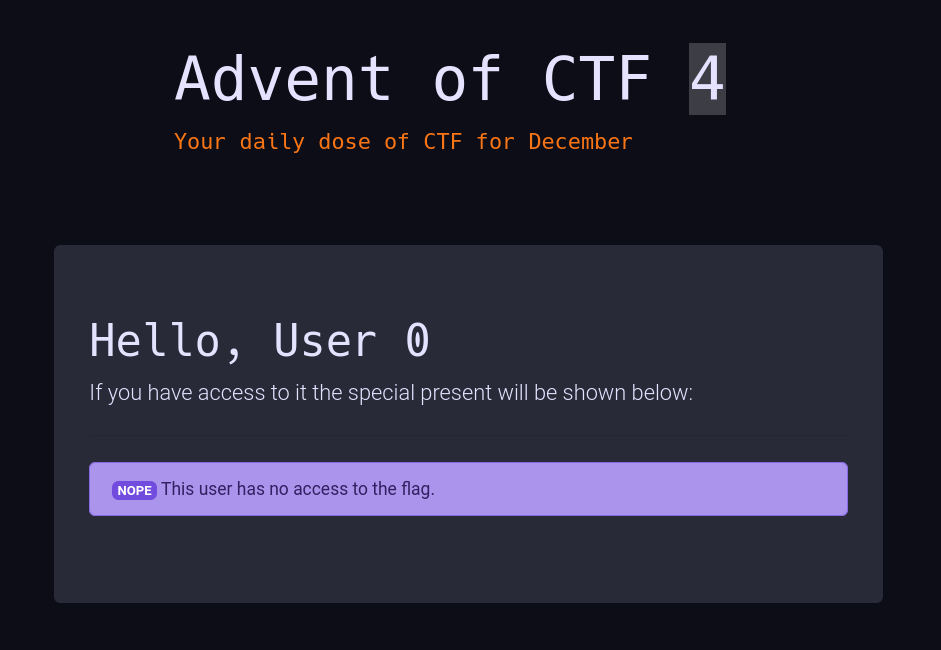 Advent of CTF 4
Your daily dose of CTF for December
Hello, User 0
If you have access to it the special present will be shown below:
NOPE This user has no access to the flag.